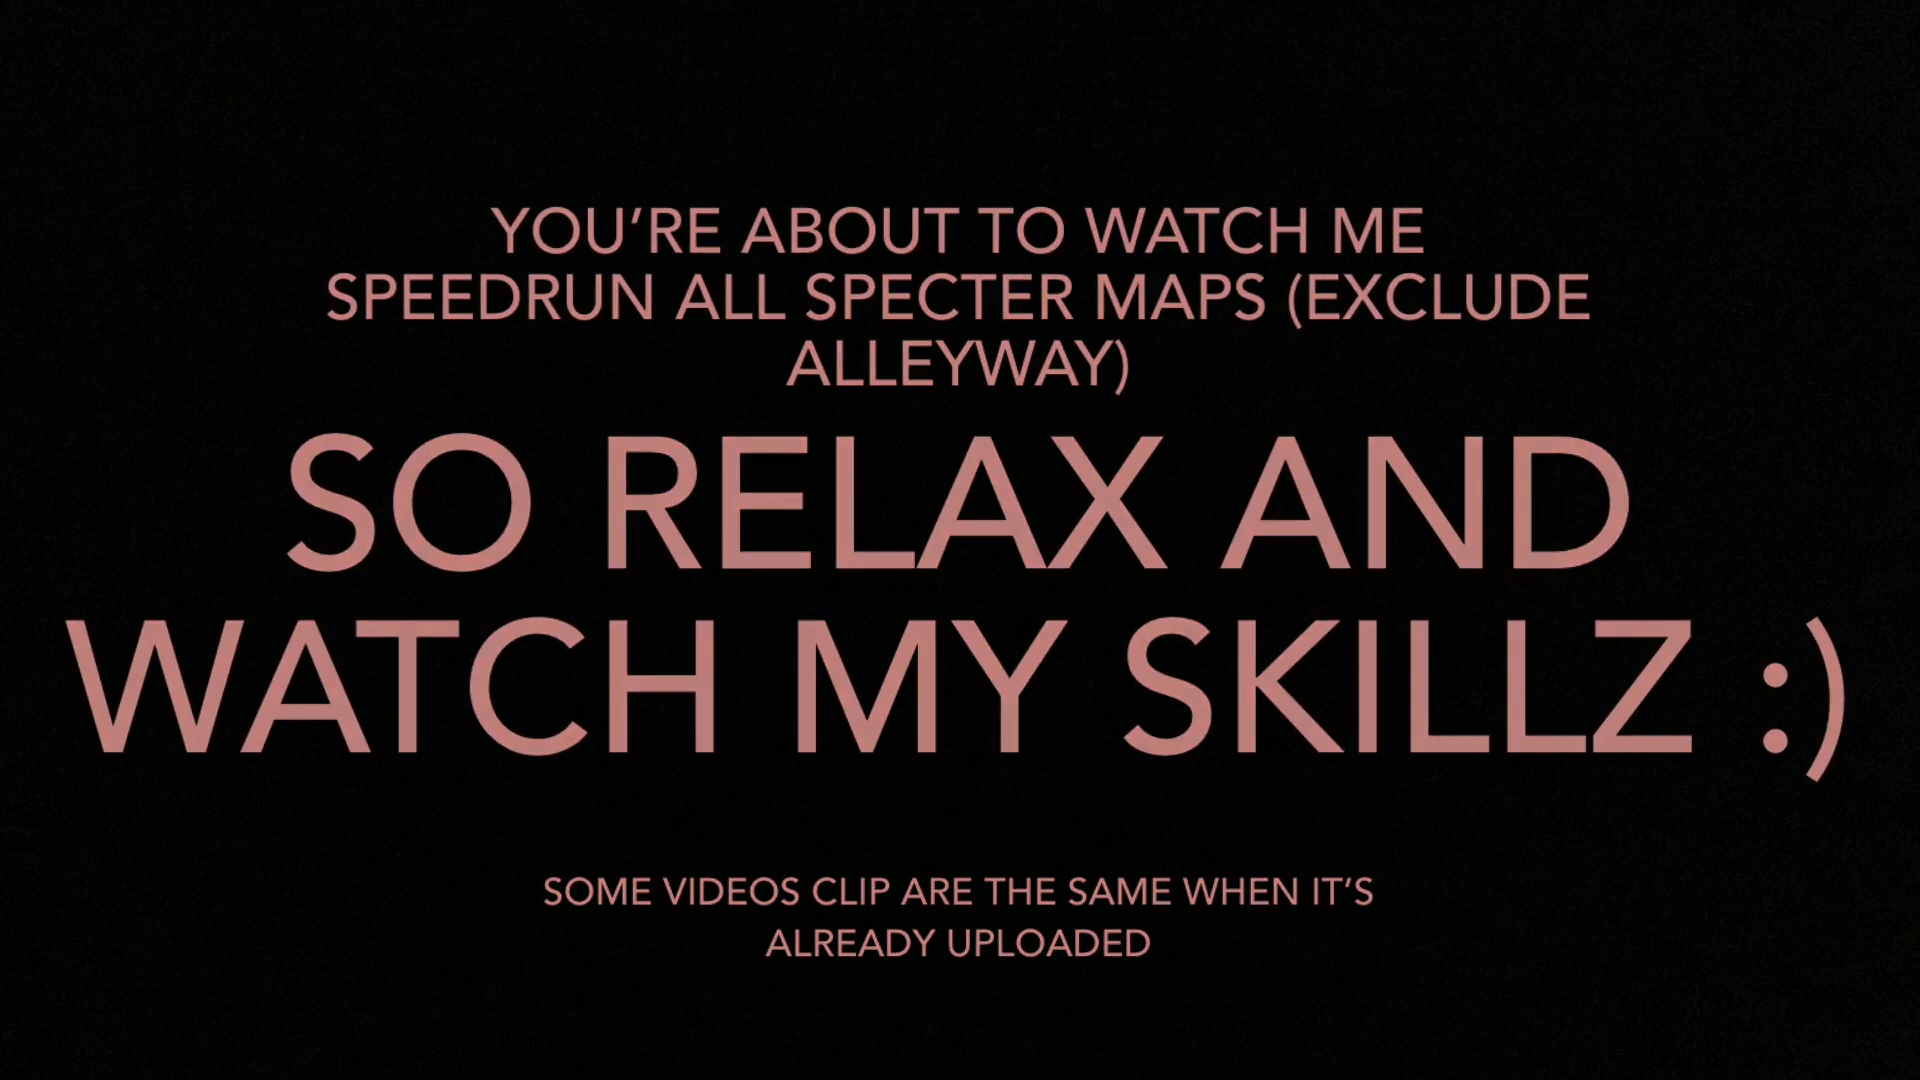 YOU’RE ABOUT TO WATCH ME
SPEEDRUN ALL SPECTER MAPS (EXCLUDE
ALLEYWAY)
SO RELAX AND
WATCH MY SKILLZ :)
SOME VIDEOS CLIP ARE THE SAME WHEN IT’S
ALREADY UPLOADED